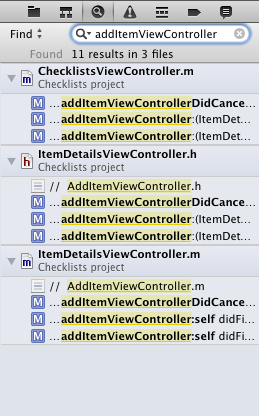 Find addItemViewController
Found 11 results in 3 files
ChecklistsViewController.m
Checklists project
M ...addItemViewControllerDidCance...
M ...addItemViewController:(ItemDet...
M ...addItemViewController:(ItemDet...
ItemDetailsViewController.h
Checklists project
// AddItemViewController.h
M ...addItemViewControllerDidCance...
M ...addItemViewController:(ItemDet...
M ...addItemViewController:(ItemDet...
ItemDetailsViewController.m
Checklists project
// AddItemViewController.m
M ...addItemViewControllerDidCance...
M ...addItemViewController:self didFi...
M ...addItemViewController:self didFi...